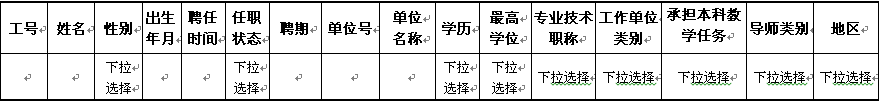 工号 姓名 性别 出生年月 聘任时间 任职状态 聘期 单位号 单位名称 学历 最高学位 专业技术职称 工作单位类别 承担本科教学任务 导师类别 地区
下拉选择 下拉选择 下拉选择 下拉选择 下拉选择 下拉选择 下拉选择 下拉选择 下拉选择